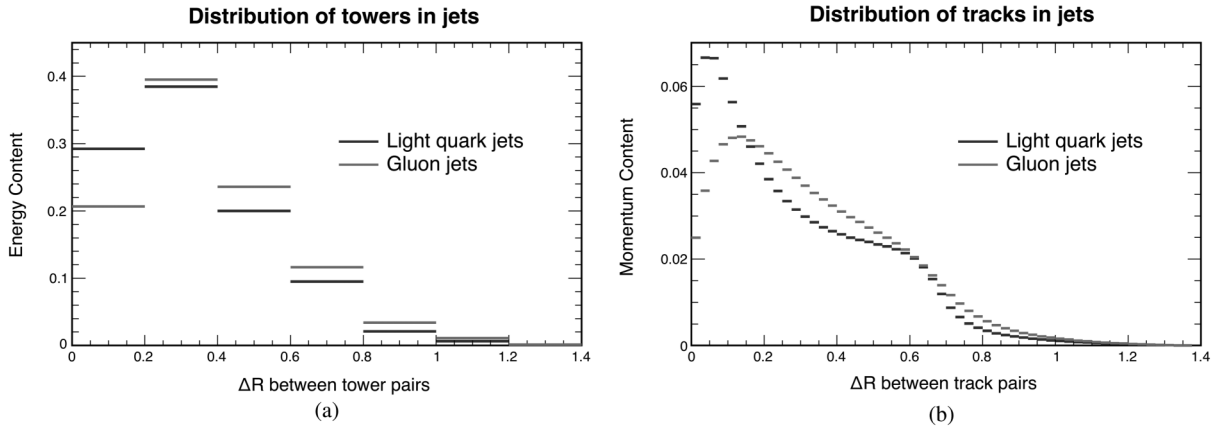 Distribution of towers in jets
Energy Content
0.4
0.3
0.2
0.1
0
Light quark jets
Gluon jets
0 0.2 0.4 0.6 0.8 1 1.2 1.4
ΔR between tower pairs
(a)
Distribution of tracks in jets
Momentum Content
0.06
0.04
0.02
0
Light quark jets
Gluon jets
0 0.2 0.4 0.6 0.8 1 1.2 1.4
ΔR between track pairs
(b)